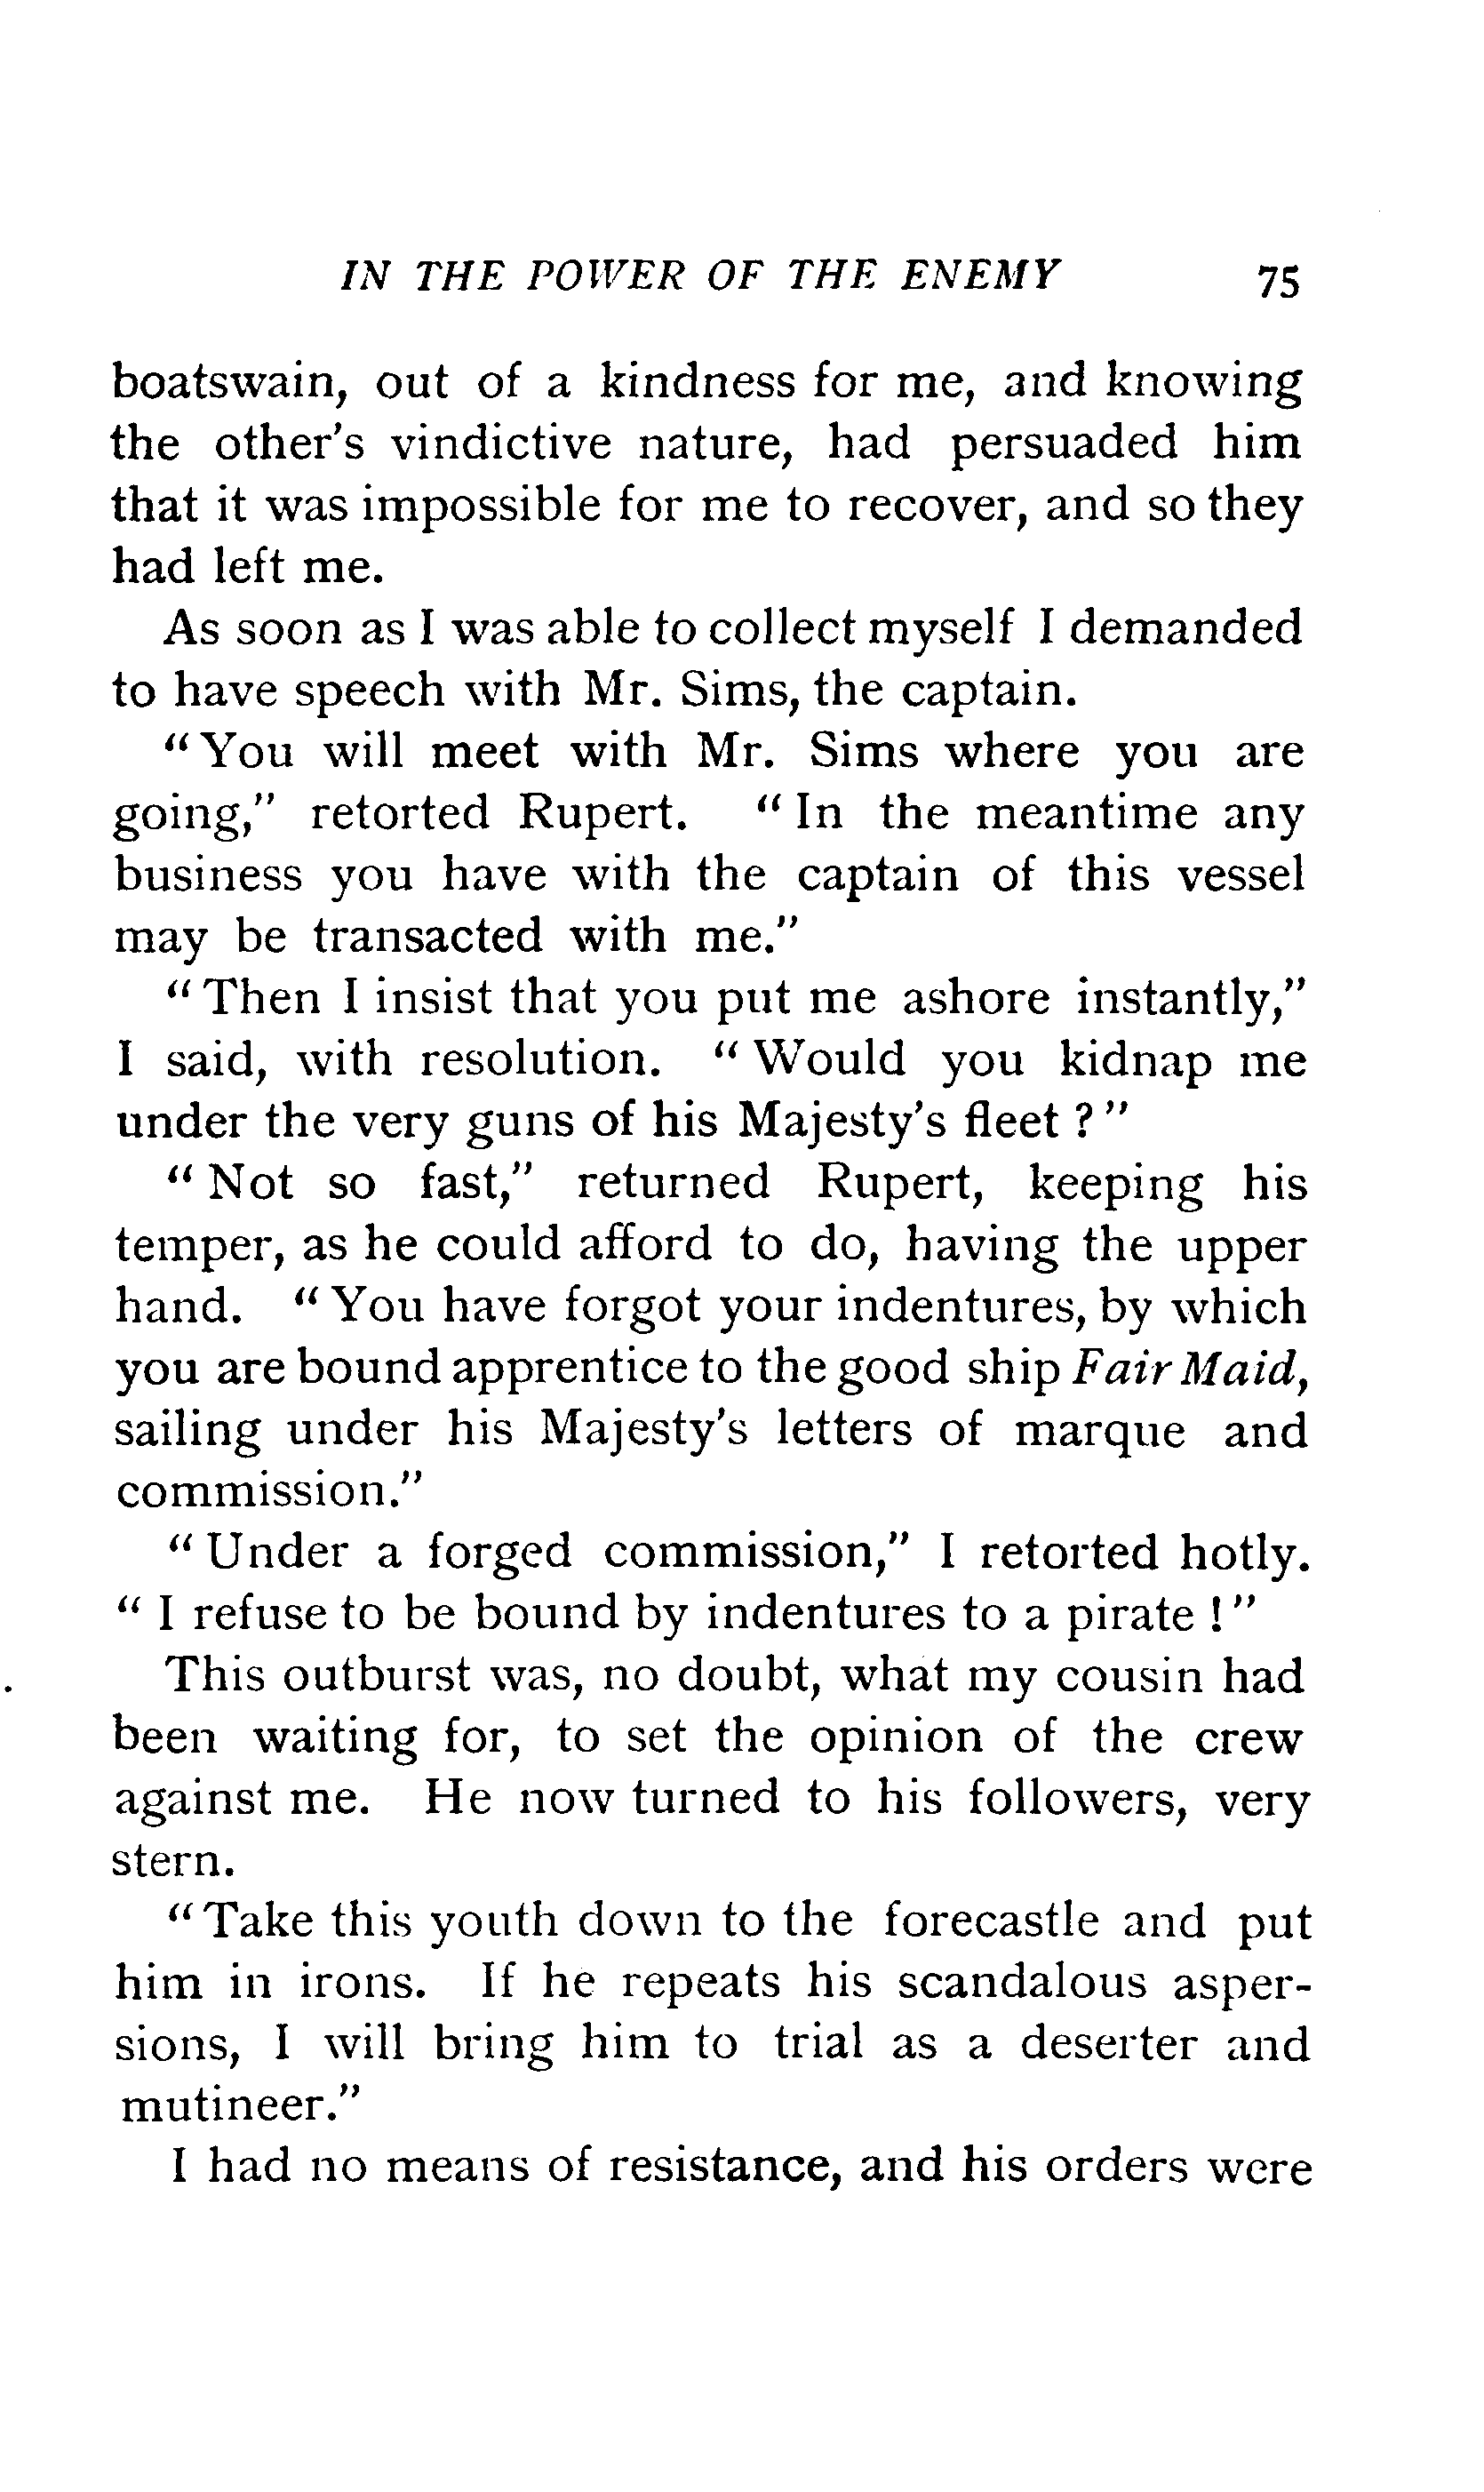 IN THE POWER OF THE ENEMY 75
boatswain, out of a kindness for me, and knowing
the other's vindictive nature, had persuaded him
that it was impossible for me to recover, and so they
had left me.
As soon as I was able to collect myself I demanded
to have speech with Mr. Sims, the captain.
"You will meet with Mr. Sims where you are
going," retorted Rupert. "In the meantime any
business you have with the captain of this vessel
may be transacted with me."
"Then I insist that you put me ashore instantly,"
I said, with resolution. "Would you kidnap me
under the very guns of his Majesty's fleet ?"
"Not so fast," returned Rupert, keeping his
temper, as he could afford to do, having the upper
hand. "You have forgot your indentures, by which
you are bound apprentice to the good ship Fair Maid,
sailing under his Majesty's letters of marque and
commission."
"Under a forged commission," I retorted hotly.
"I refuse to be bound by indentures to a pirate !"
This outburst was, no doubt, what my cousin had
been waiting for, to set the opinion of the crew
against me. He now turned to his followers, very
stern.
"Take this youth down to the forecastle and put
him in irons. If he repeats his scandalous asper-
sions, I will bring him to trial as a deserter and
mutineer."
I had no means of resistance, and his orders were